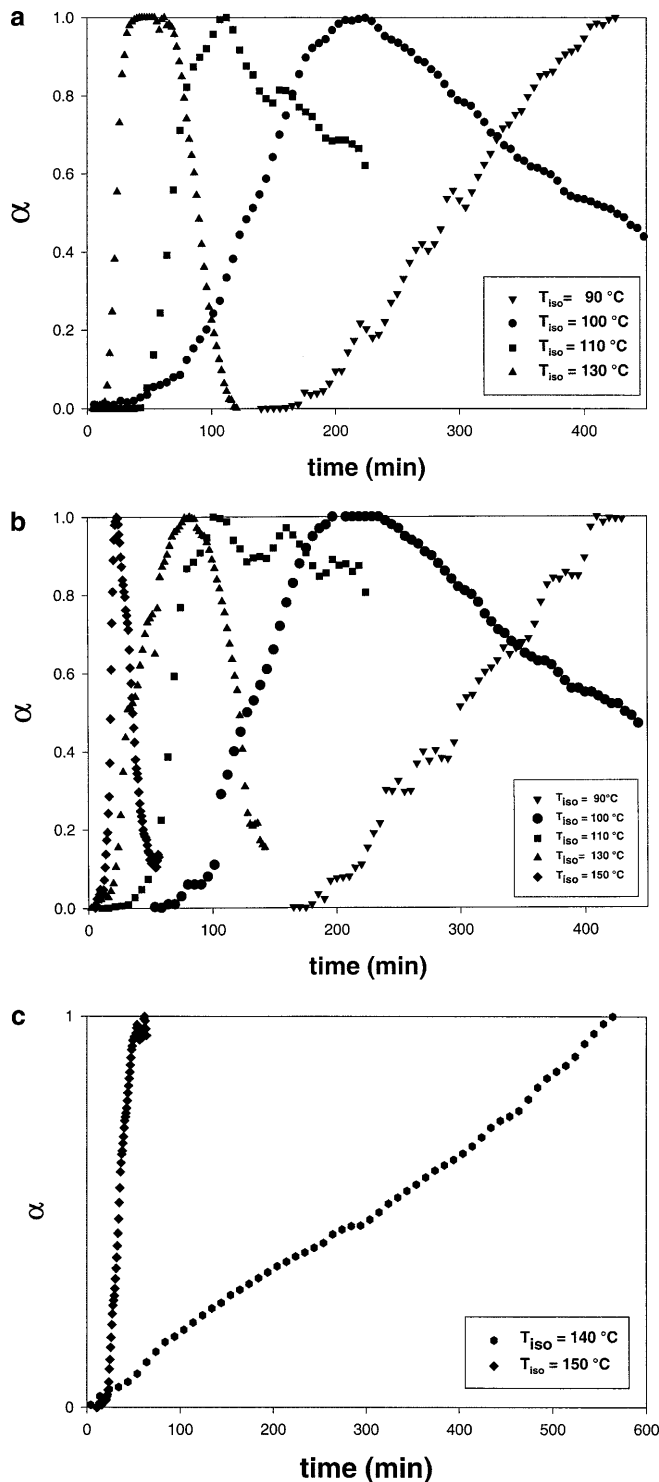 a
1.0
0.8
0.6
0.4
0.2
0.0
α
0
100
200
300
400
time (min)
Tiso= 90 °C
Tiso = 100 °C
Tiso = 110 °C
Tiso = 130 °C
b
1.0
0.8
0.6
0.4
0.2
0.0
α
0
100
200
300
400
time (min)
Tiso = 90°C
Tiso = 100 °C
Tiso = 110 °C
Tiso= 130 °C
Tiso = 150 °C
c
1
0
α
0
100
200
300
400
500
600
time (min)
Tiso = 140 °C
Tiso = 150 °C